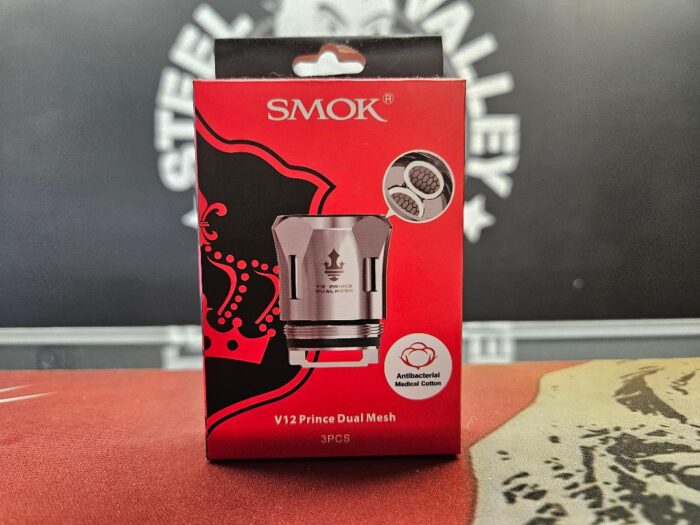 STEEL VALLEY
SMOK®
V12 PRINCE
DUAL MESH
Antibacterial
Medical Cotton
V12 Prince Dual Mesh
3PCS